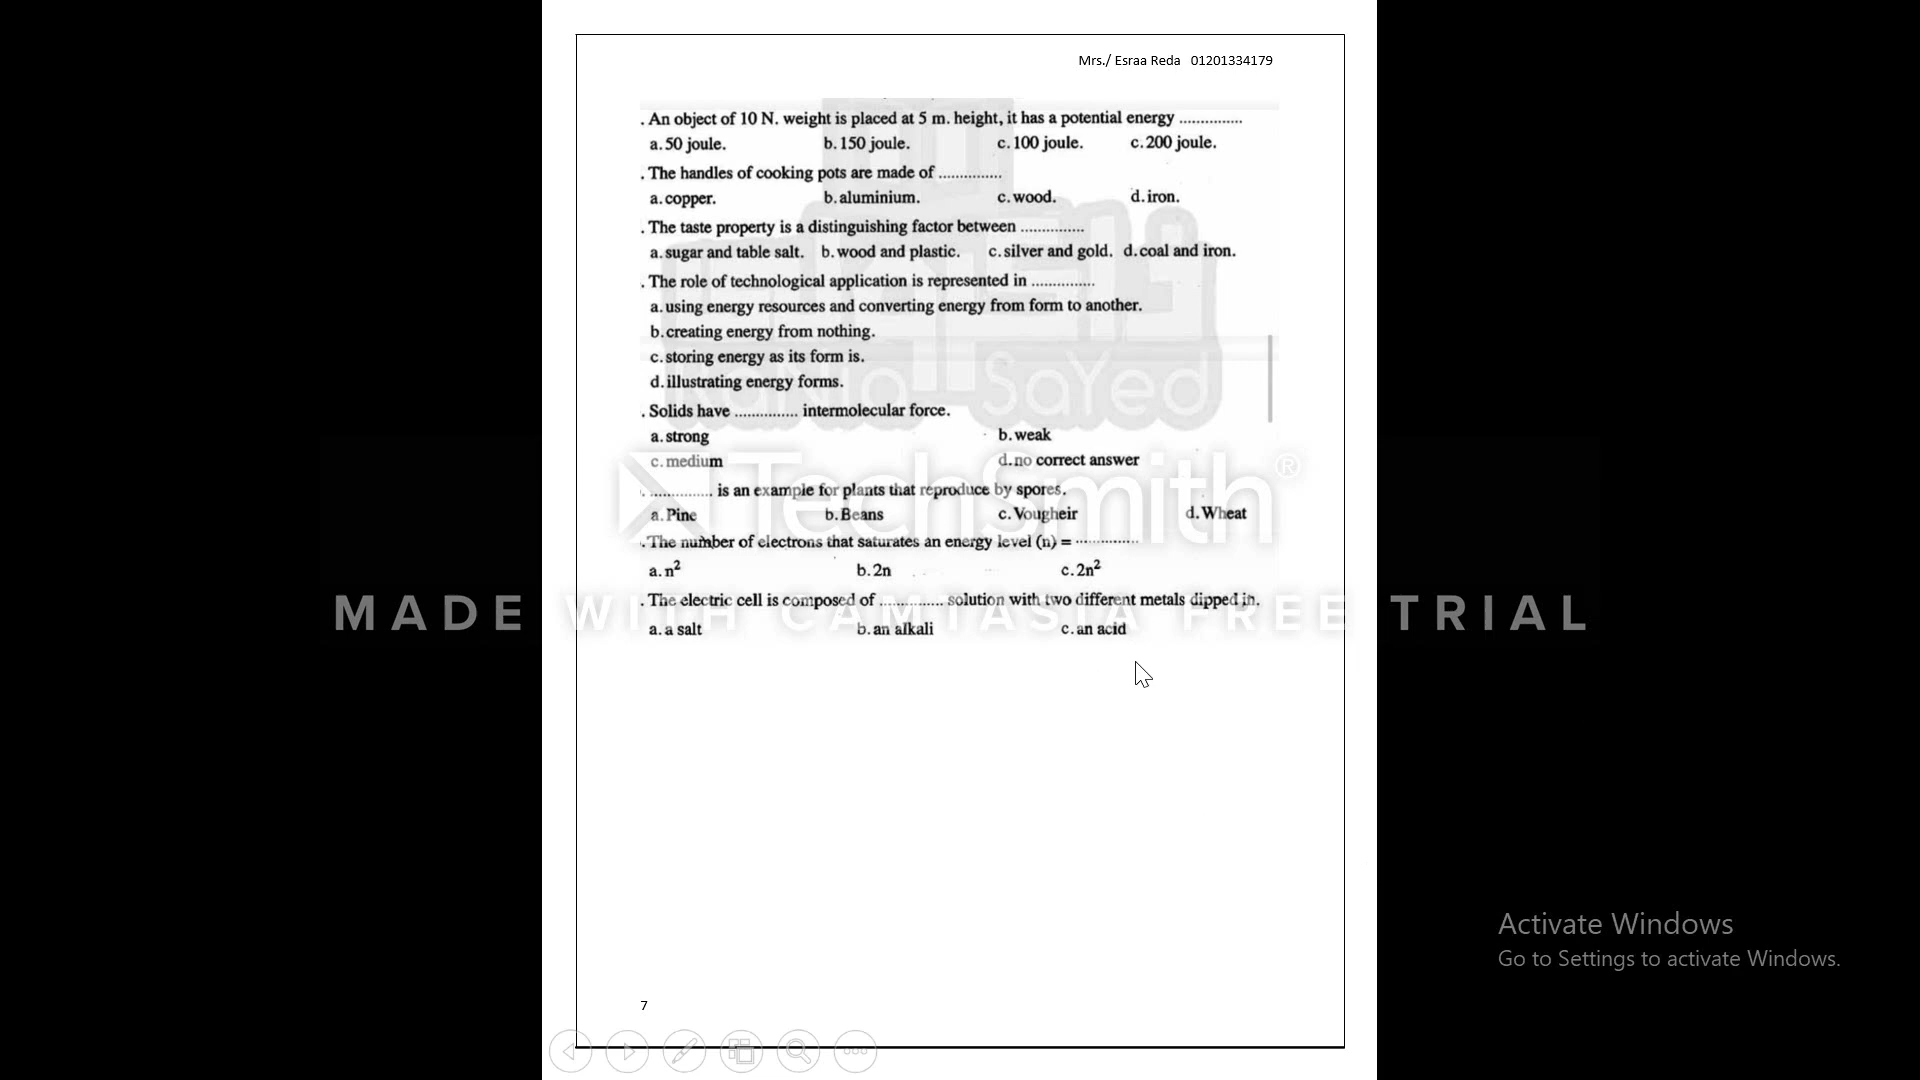 Mrs./ Esraa Reda 01201334179
. An object of 10 N. weight is placed at 5 m. height, it has a potential energy ...............
a. 50 joule. b. 150 joule. c. 100 joule. c. 200 joule.
. The handles of cooking pots are made of ...............
a. copper. b. aluminium. c. wood. d. iron.
. The taste property is a distinguishing factor between ...............
a. sugar and table salt. b. wood and plastic. c. silver and gold. d. coal and iron.
. The role of technological application is represented in ...............
a. using energy resources and converting energy from form to another.
b. creating energy from nothing.
c. storing energy as its form is.
d. illustrating energy forms.
. Solids have ............... intermolecular force.
a. strong b. weak
c. medium d. no correct answer
. ............... is an example for plants that reproduce by spores.
a. Pine b. Beans c. Vougheir d. Wheat
. The number of electrons that saturates an energy level (n) = ...............
a. n² b. 2n c. 2n²
. The electric cell is composed of ............... solution with two different metals dipped in.
a. a salt b. an alkali c. an acid
SaYed
TechSmith®
MADE WITH CAMTASIA FREE TRIAL
Activate Windows
Go to Settings to activate Windows.
7